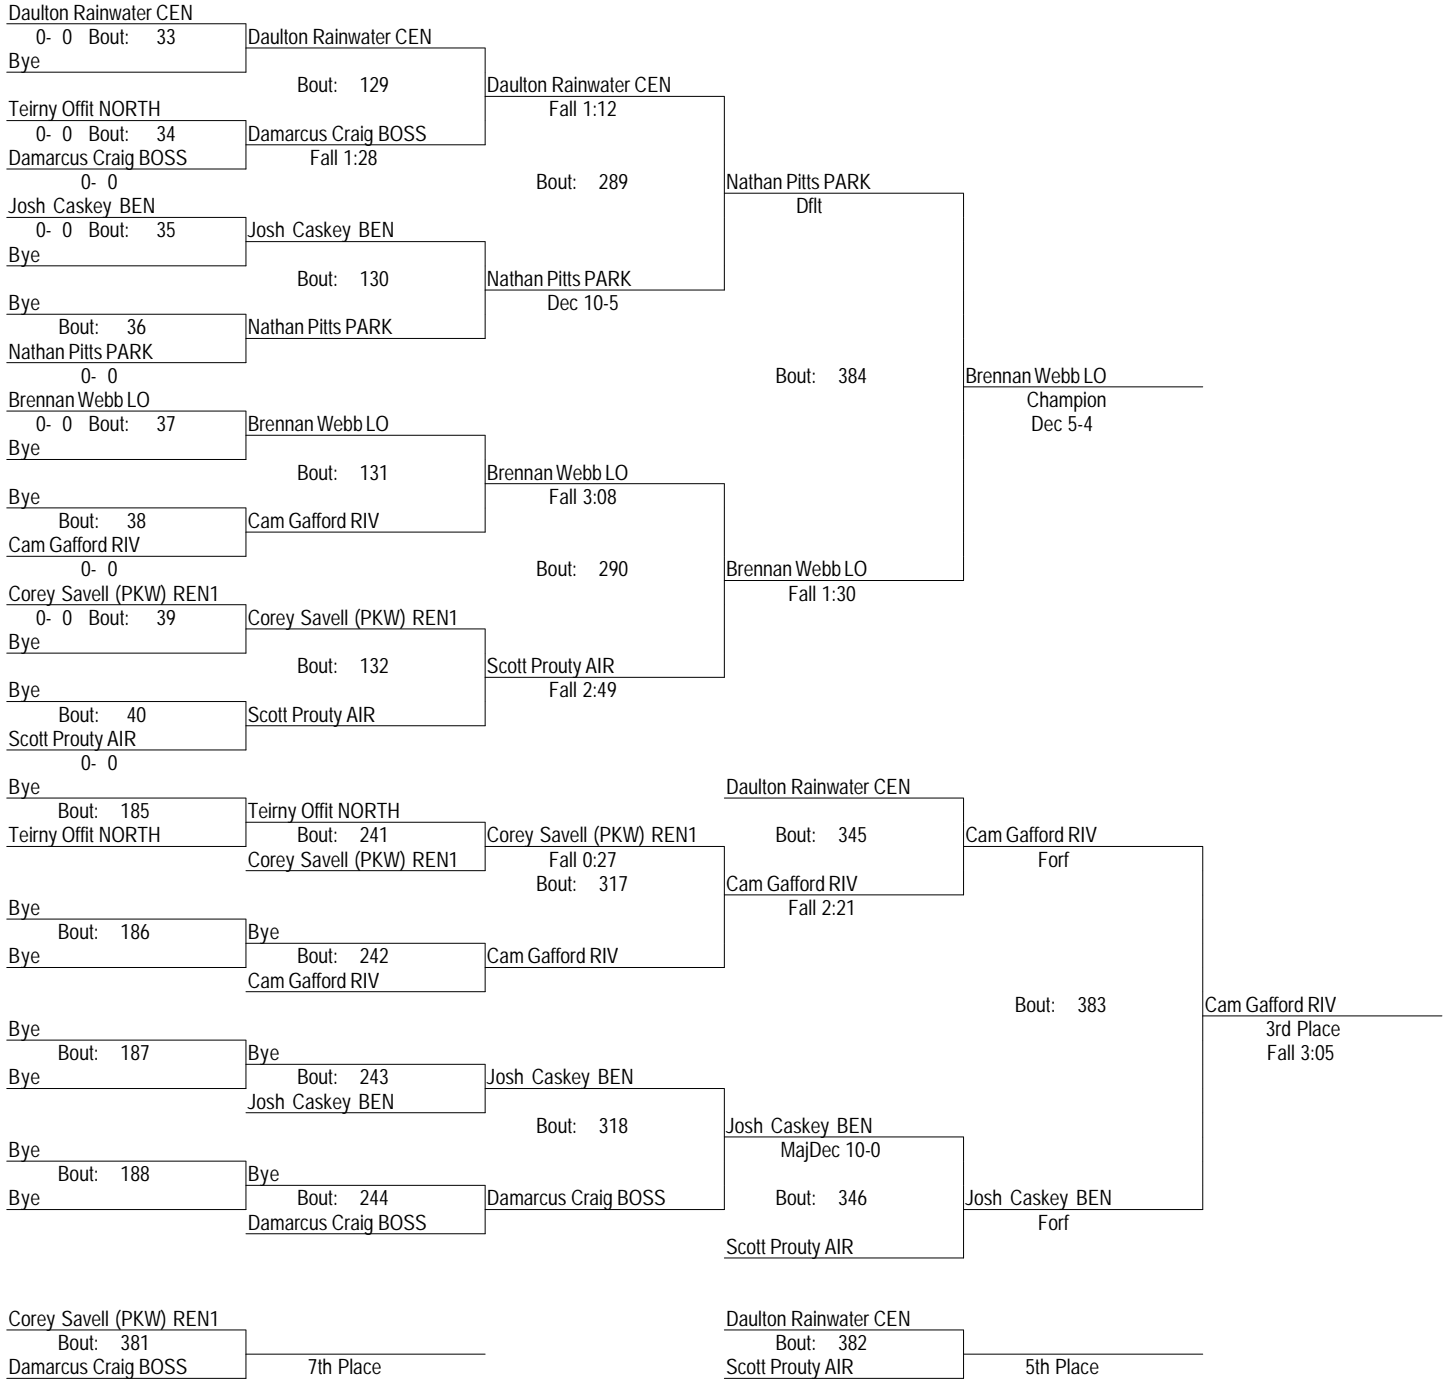 Daulton Rainwater CEN
0- 0 Bout: 33 Daulton Rainwater CEN
Bye
Bout: 129 Daulton Rainwater CEN
Teirny Offit NORTH Fall 1:12
0- 0 Bout: 34 Damarcus Craig BOSS
Damarcus Craig BOSS Fall 1:28
0- 0 Bout: 289 Nathan Pitts PARK
Josh Caskey BEN Dflt
0- 0 Bout: 35 Josh Caskey BEN
Bye
Bout: 130 Nathan Pitts PARK
Bye Dec 10-5
Bout: 36 Nathan Pitts PARK
Nathan Pitts PARK
0- 0 Bout: 384 Brennan Webb LO
Brennan Webb LO Champion
0- 0 Bout: 37 Brennan Webb LO Dec 5-4
Bye
Bout: 131 Brennan Webb LO
Bye Fall 3:08
Bout: 38 Cam Gafford RIV
Cam Gafford RIV
0- 0 Bout: 290 Brennan Webb LO
Corey Savell (PKW) REN1 Fall 1:30
0- 0 Bout: 39 Corey Savell (PKW) REN1
Bye
Bout: 132 Scott Prouty AIR
Bye Fall 2:49
Bout: 40 Scott Prouty AIR
Scott Prouty AIR
0- 0
Bye Daulton Rainwater CEN
Bout: 185 Teirny Offit NORTH
Teirny Offit NORTH Bout: 241 Corey Savell (PKW) REN1 Bout: 345 Cam Gafford RIV
Corey Savell (PKW) REN1 Fall 0:27 Forf
Bout: 317 Cam Gafford RIV
Bye Fall 2:21
Bout: 186 Bye
Bye Bout: 242 Cam Gafford RIV
Cam Gafford RIV
Bout: 383 Cam Gafford RIV
Bye 3rd Place
Bout: 187 Bye Fall 3:05
Bye Bout: 243 Josh Caskey BEN
Josh Caskey BEN
Bout: 318 Josh Caskey BEN
Bye MajDec 10-0
Bout: 188 Bye
Bye Bout: 244 Damarcus Craig BOSS Bout: 346 Josh Caskey BEN
Damarcus Craig BOSS Forf
Scott Prouty AIR
Corey Savell (PKW) REN1 Daulton Rainwater CEN
Bout: 381 Bout: 382
Damarcus Craig BOSS 7th Place Scott Prouty AIR 5th Place